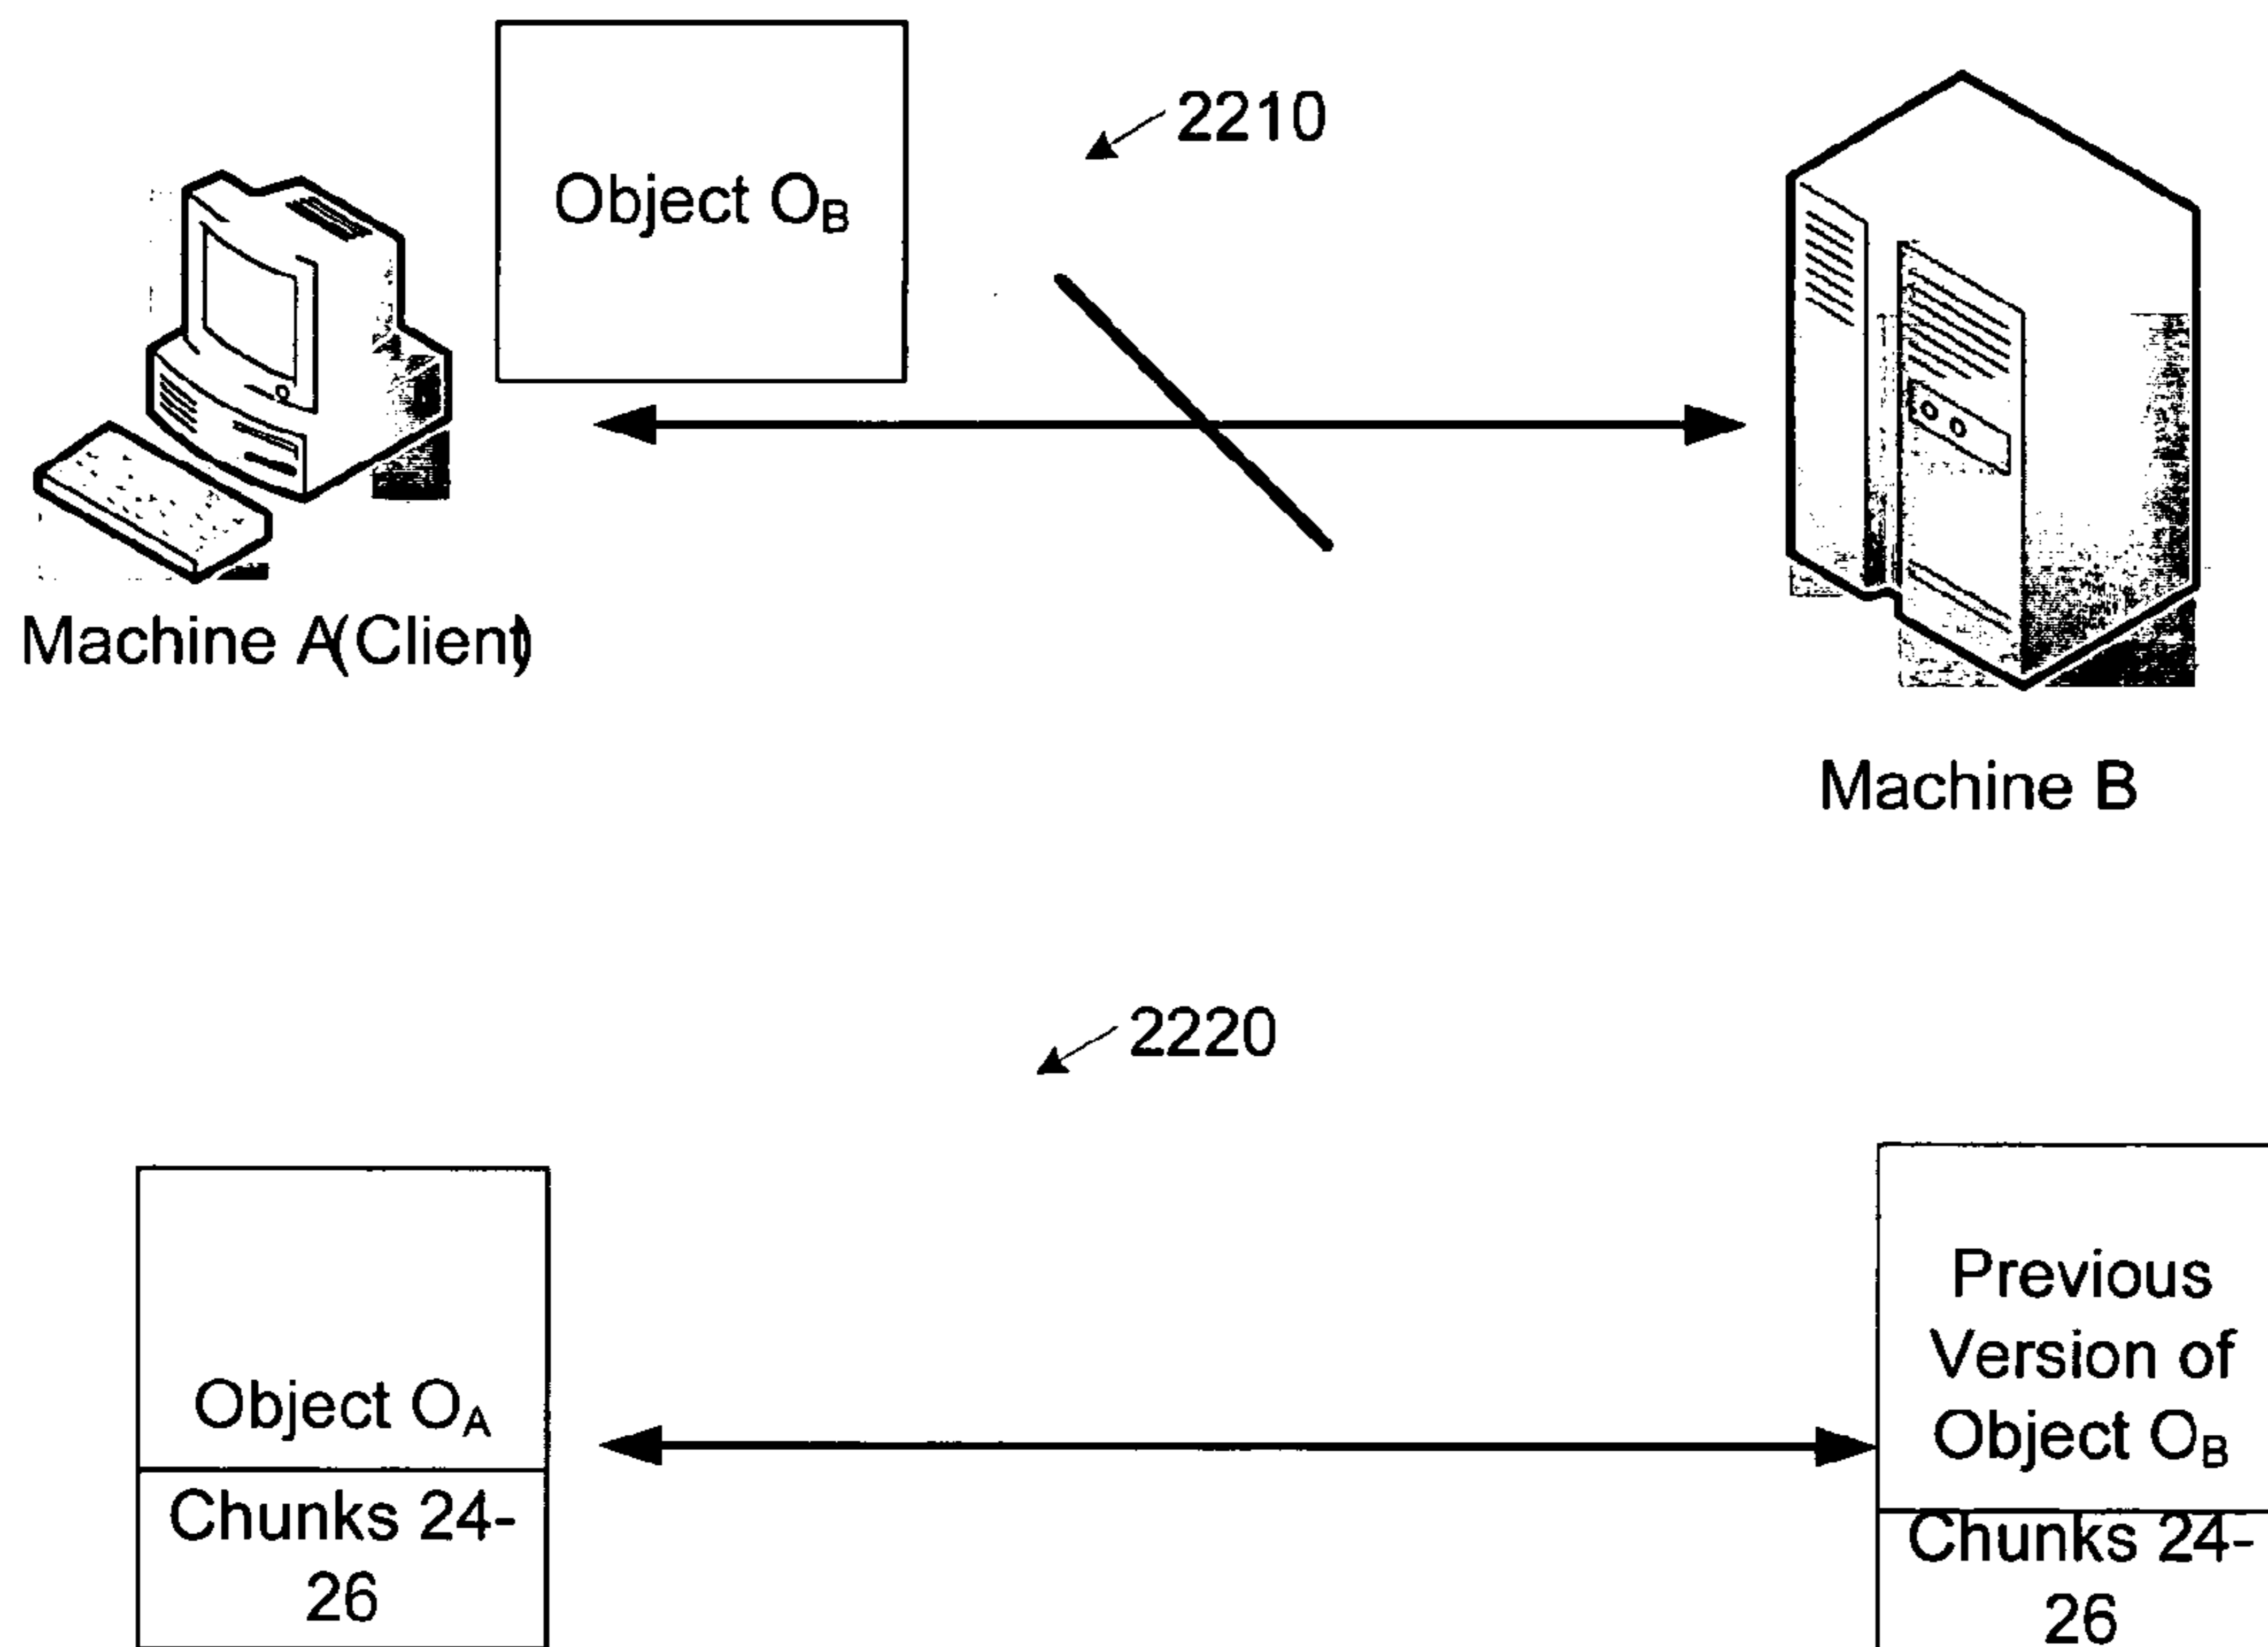 2210
Object O_B
Machine A(Client)
Machine B
2220
Object O_A
Chunks 24-
26
Previous
Version of
Object O_B
Chunks 24-
26